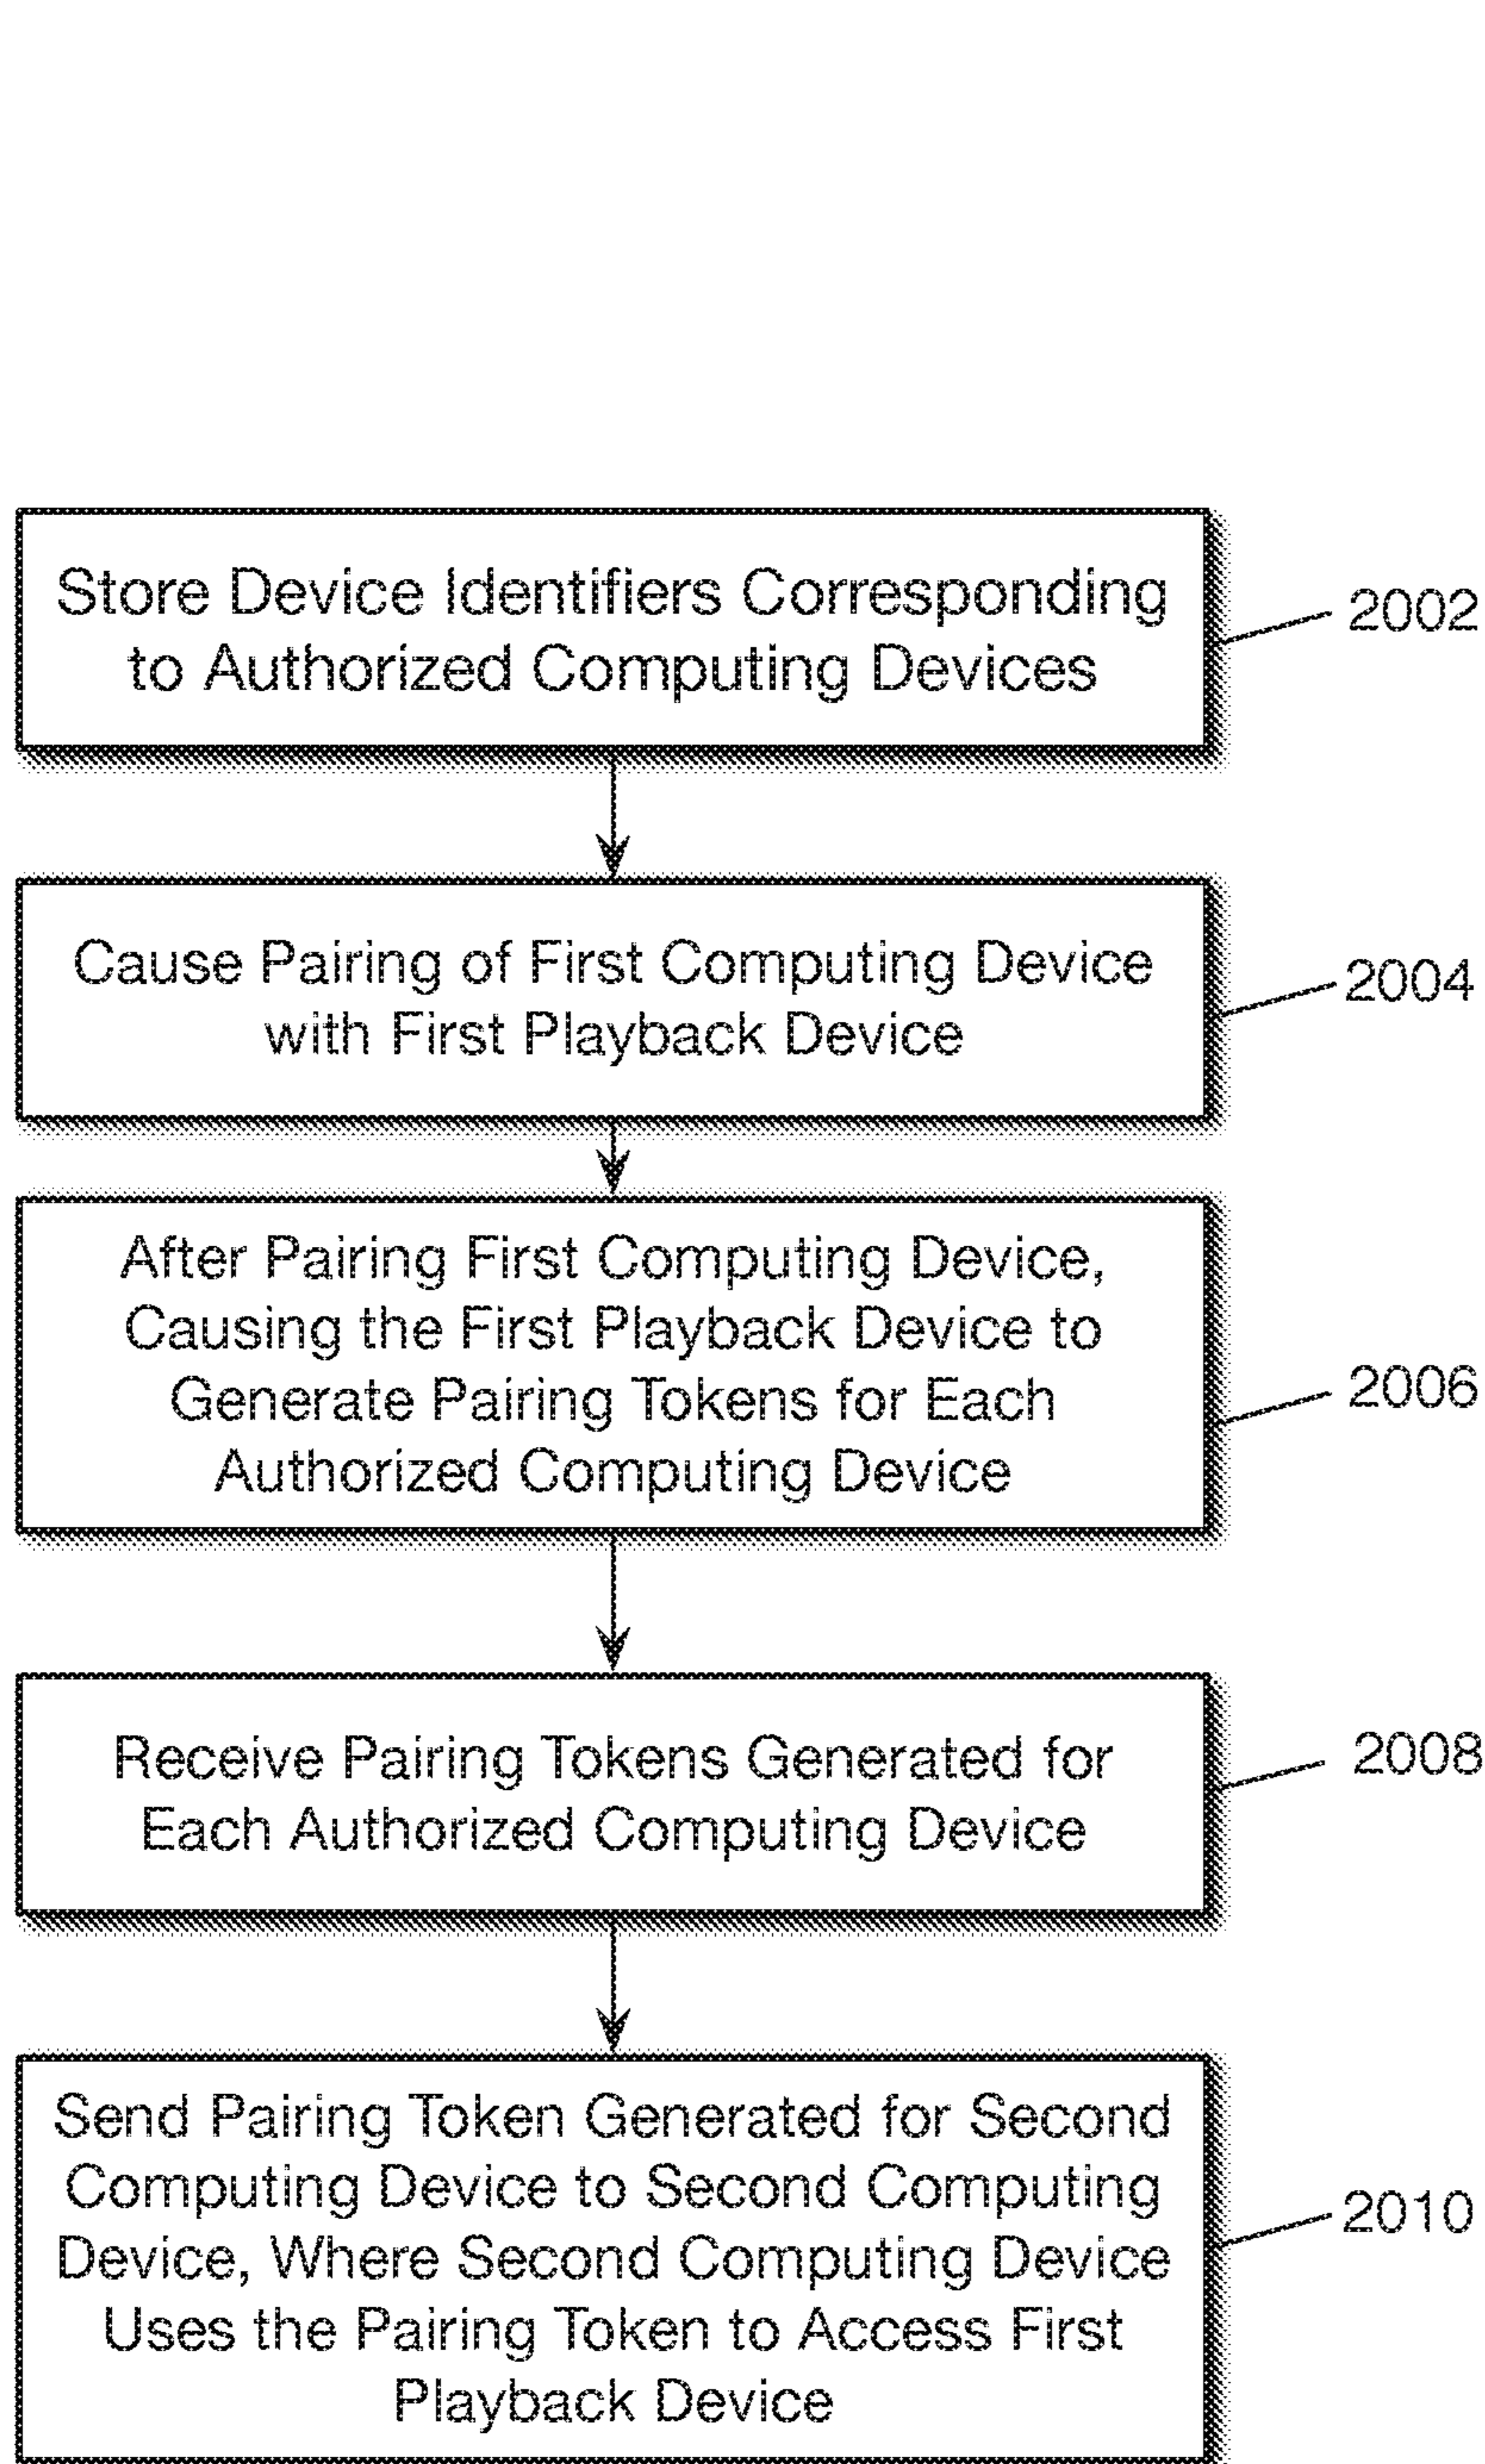 Store Device Identifiers Corresponding
to Authorized Computing Devices
2002
Cause Pairing of First Computing Device
with First Playback Device
2004
After Pairing First Computing Device,
Causing the First Playback Device to
Generate Pairing Tokens for Each
Authorized Computing Device
2006
Receive Pairing Tokens Generated for
Each Authorized Computing Device
2008
Send Pairing Token Generated for Second
Computing Device to Second Computing
Device, Where Second Computing Device
Uses the Pairing Token to Access First
Playback Device
2010